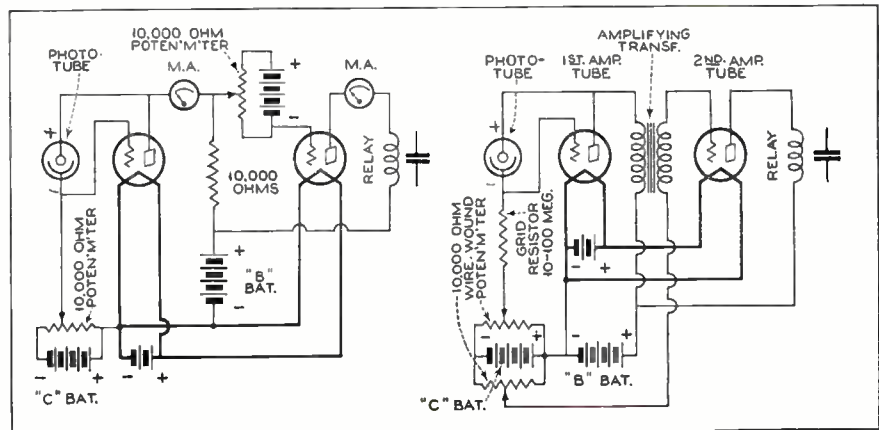 10,000 OHM
POTEN'M'TER
PHOTO-
TUBE
M.A.
+
-
M.A.
+
-
10,000
OHMS
RELAY
10,000 OHM
POTEN'M'TER
+
"B"
BAT.
-
- +
- +
"C" BAT.
AMPLIFYING
TRANSF.
PHOTO-
TUBE
1ST. AMP.
TUBE
2ND. AMP.
TUBE
+
-
RELAY
10,000 OHM
WIRE-WOUND
POTEN'M'TER
GRID
RESISTOR
10-100 MEG.
- +
- +
- +
"C" BAT.
"B" BAT.